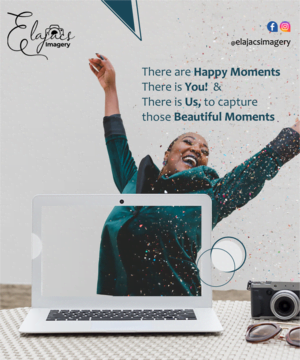 Elajacs
Imagery
@elajacsimagery
There are Happy Moments
There is You! &
There is Us, to capture
those Beautiful Moments